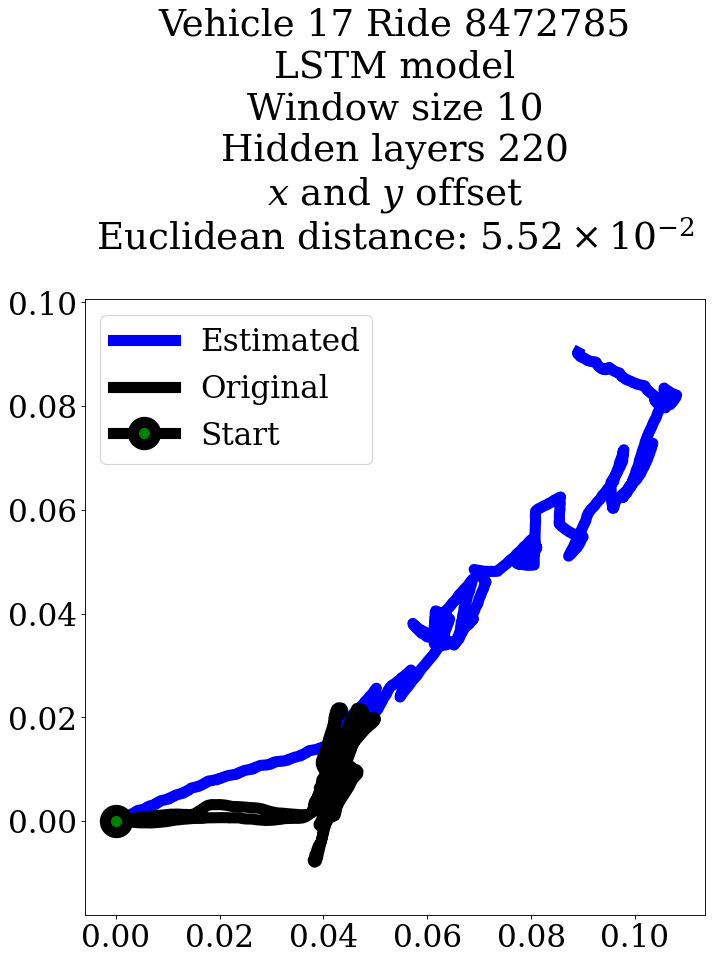 Vehicle 17 Ride 8472785
LSTM model
Window size 10
Hidden layers 220
x and y offset
Euclidean distance: 5.52 × 10⁻²
0.10
0.08
0.06
0.04
0.02
0.00
Estimated
Original
Start
0.00 0.02 0.04 0.06 0.08 0.10